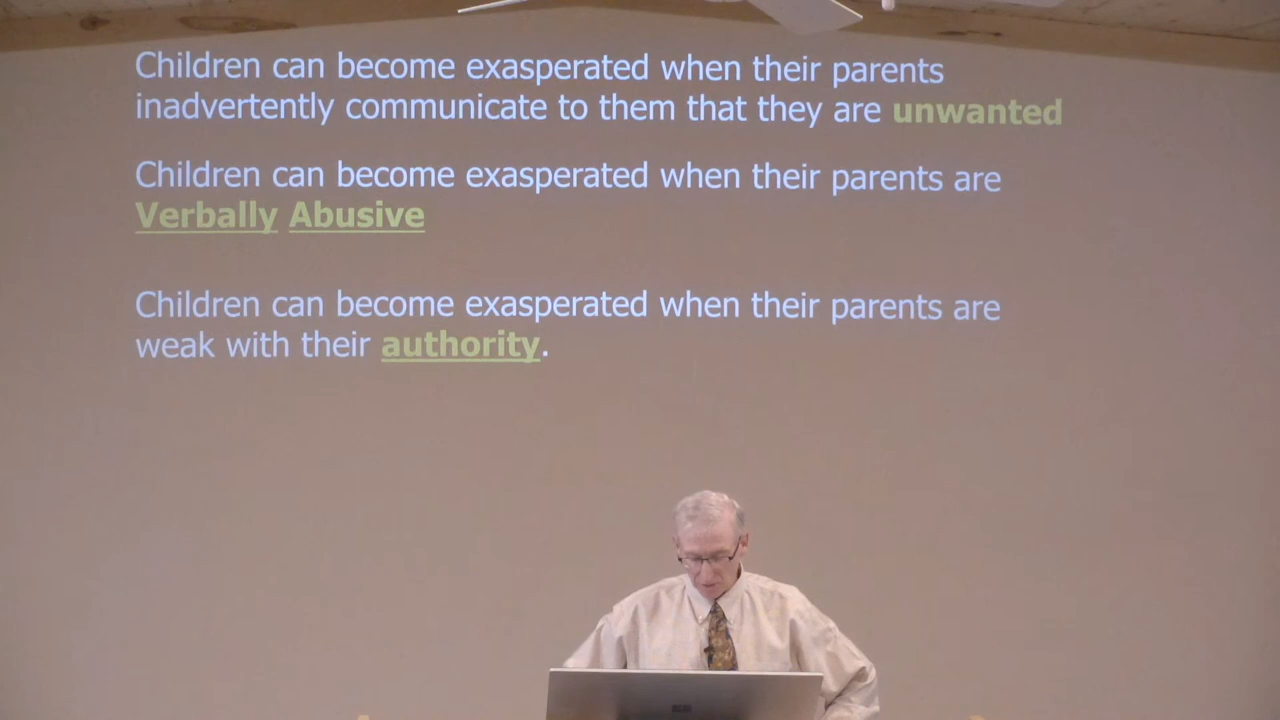 Children can become exasperated when their parents
inadvertently communicate to them that they are unwanted
Children can become exasperated when their parents are
Verbally Abusive
Children can become exasperated when their parents are
weak with their authority.